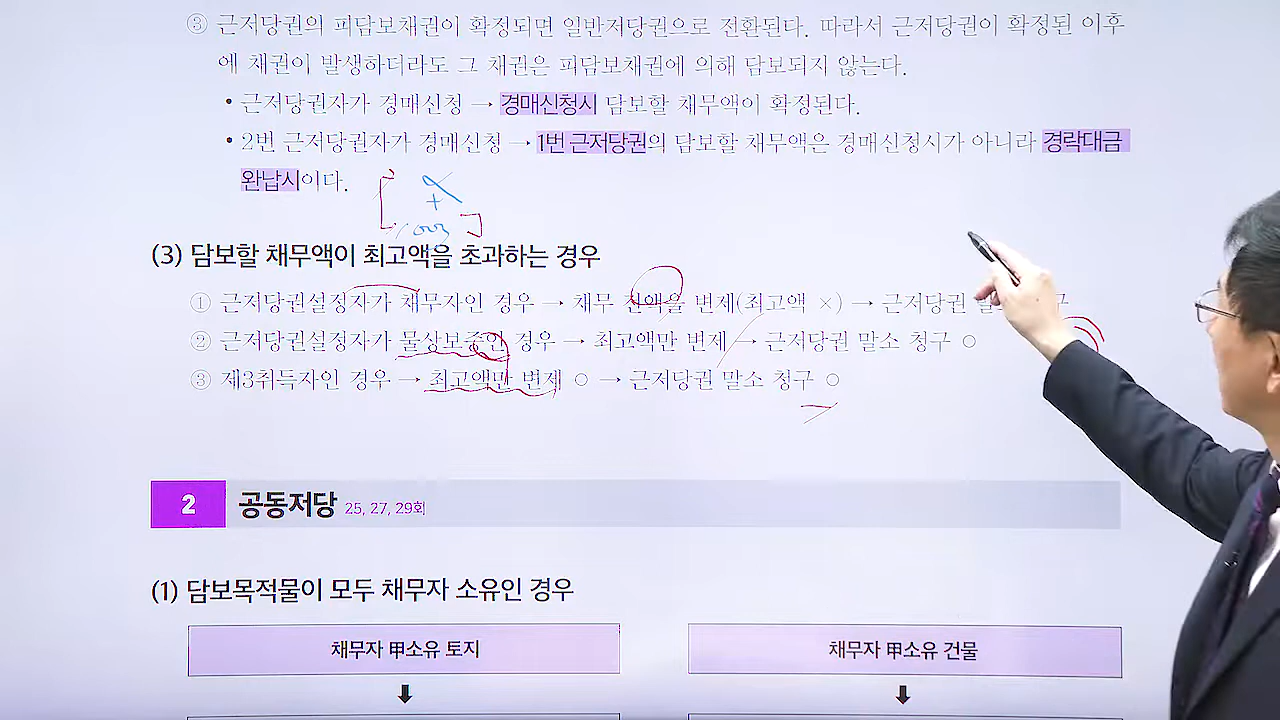 ③ 근저당권의 피담보채권이 확정되면 일반저당권으로 전환된다. 따라서 근저당권이 확정된 이후
에 채권이 발생하더라도 그 채권은 피담보채권에 의해 담보되지 않는다.
• 근저당권자가 경매신청 → 경매신청시 담보할 채무액이 확정된다.
• 2번 근저당권자가 경매신청 → 1번 근저당권의 담보할 채무액은 경매신청시가 아니라 경락대금
완납시이다.
(3) 담보할 채무액이 최고액을 초과하는 경우
① 근저당권설정자가 채무자인 경우 → 채무 전액을 변제(최고액 ×) → 근저당권
② 근저당권설정자가 물상보증인 경우 → 최고액만 변제 → 근저당권 말소 청구 ○
③ 제3취득자인 경우 → 최고액만 변제 ○ → 근저당권 말소 청구 ○
2 공동저당 25, 27, 29회
(1) 담보목적물이 모두 채무자 소유인 경우
채무자 甲소유 토지
채무자 甲소유 건물